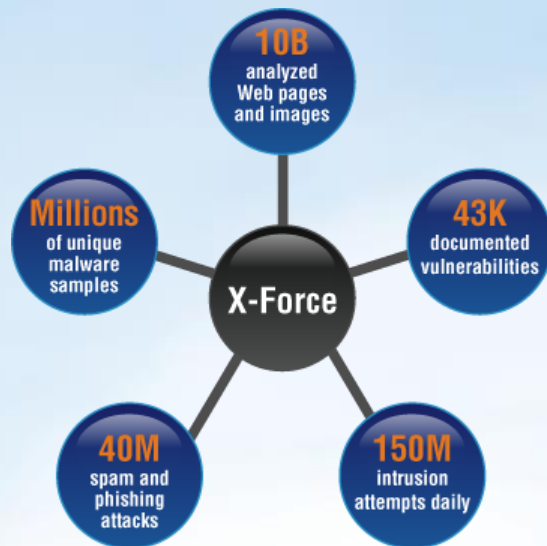 10B
analyzed
Web pages
and images
Millions
of unique
malware
samples
43K
documented
vulnerabilities
X-Force
40M
spam and
phishing
attacks
150M
intrusion
attempts daily